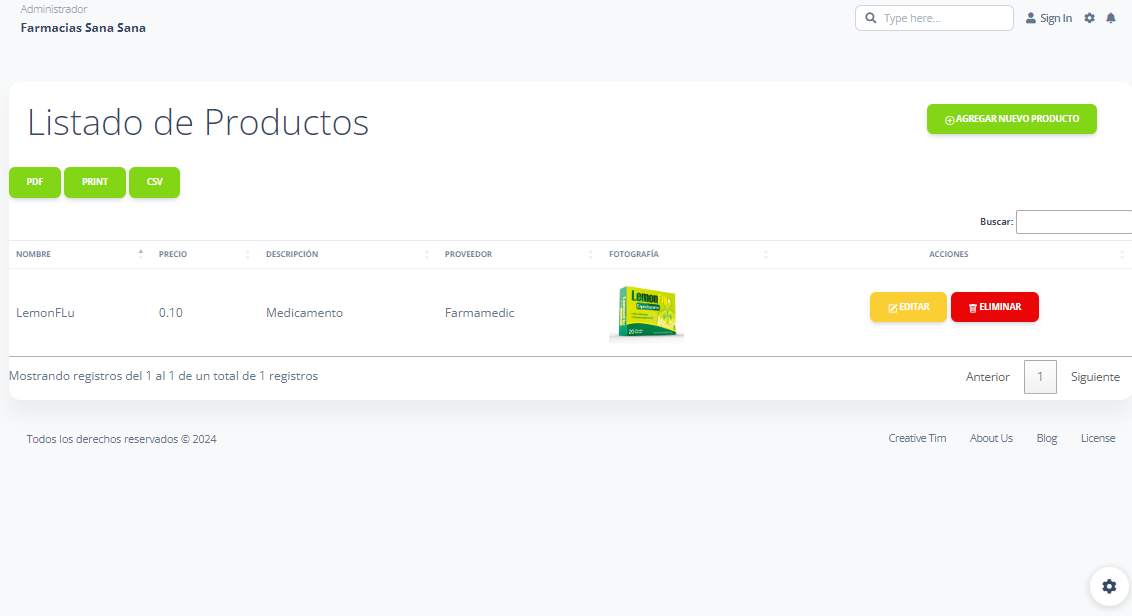 Administrador
Farmacias Sana Sana
Type here...
Sign In
Listado de Productos
AGREGAR NUEVO PRODUCTO
PDF PRINT CSV
Buscar:
NOMBRE PRECIO DESCRIPCIÓN PROVEEDOR FOTOGRAFÍA ACCIONES
LemonFLu 0.10 Medicamento Farmamedic EDITAR ELIMINAR
Lemon
20
Mostrando registros del 1 al 1 de un total de 1 registros
Anterior 1 Siguiente
Todos los derechos reservados © 2024
Creative Tim About Us Blog License